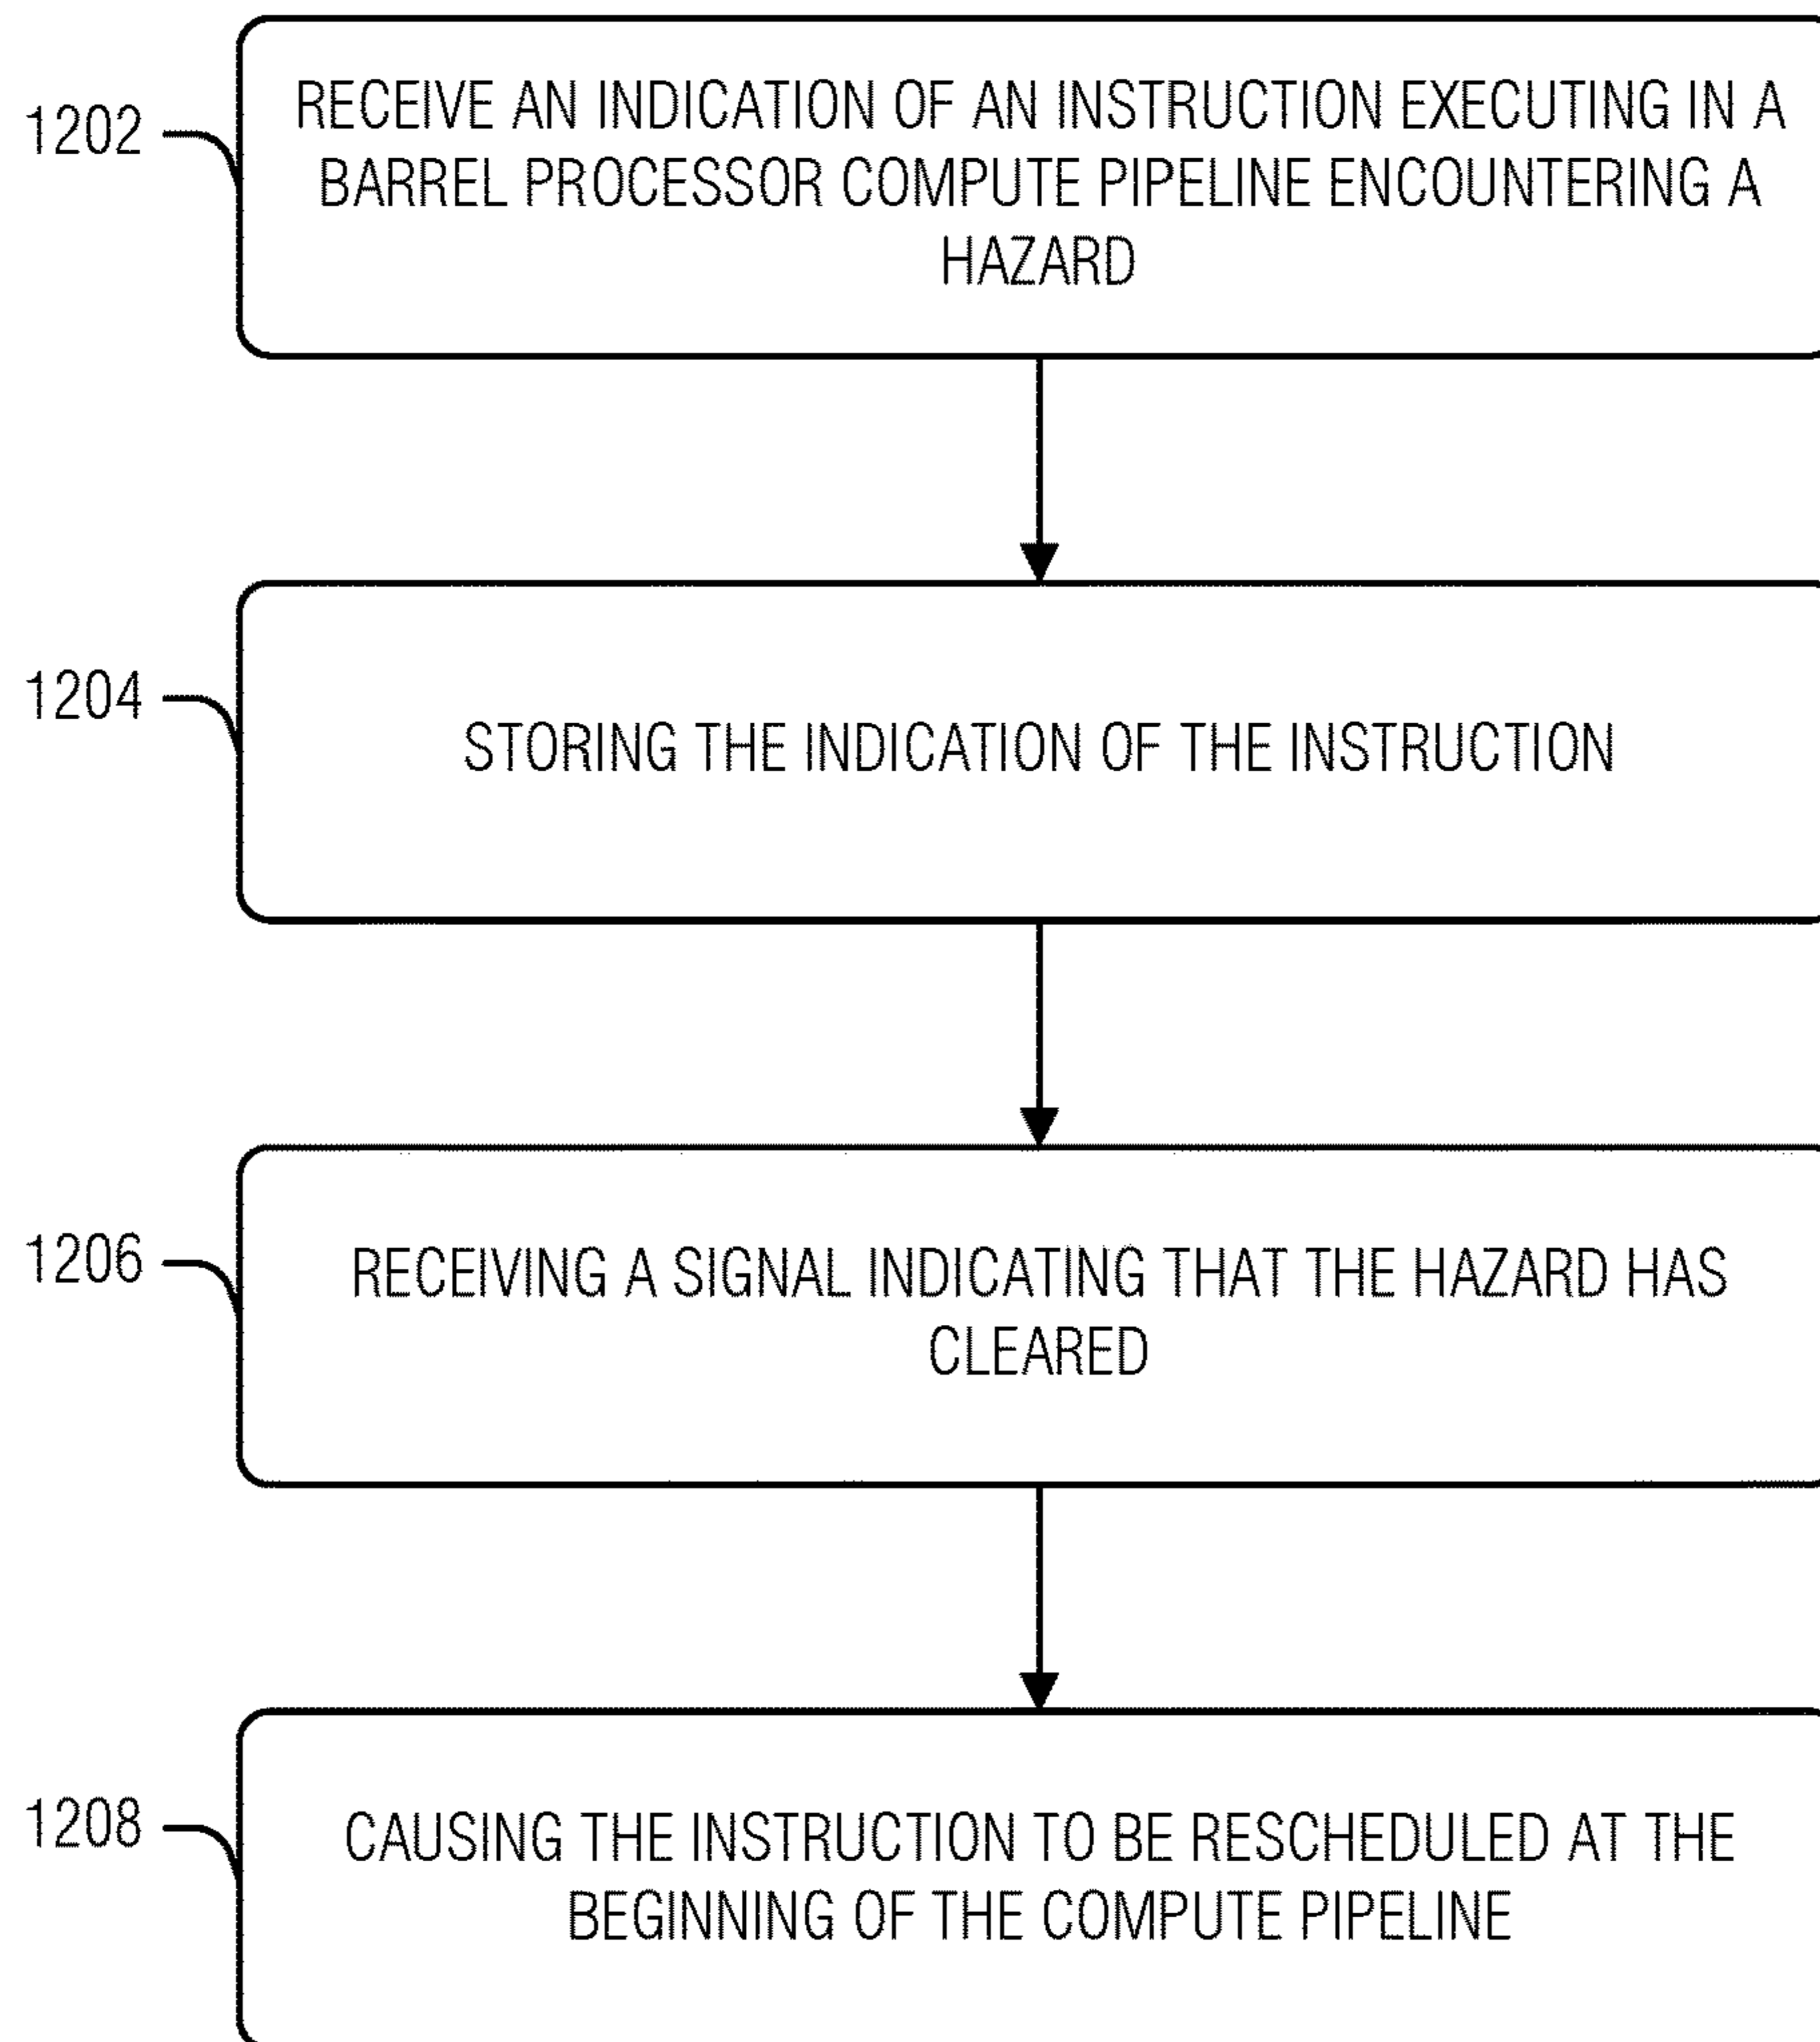 1202
RECEIVE AN INDICATION OF AN INSTRUCTION EXECUTING IN A
BARREL PROCESSOR COMPUTE PIPELINE ENCOUNTERING A
HAZARD
1204
STORING THE INDICATION OF THE INSTRUCTION
1206
RECEIVING A SIGNAL INDICATING THAT THE HAZARD HAS
CLEARED
1208
CAUSING THE INSTRUCTION TO BE RESCHEDULED AT THE
BEGINNING OF THE COMPUTE PIPELINE